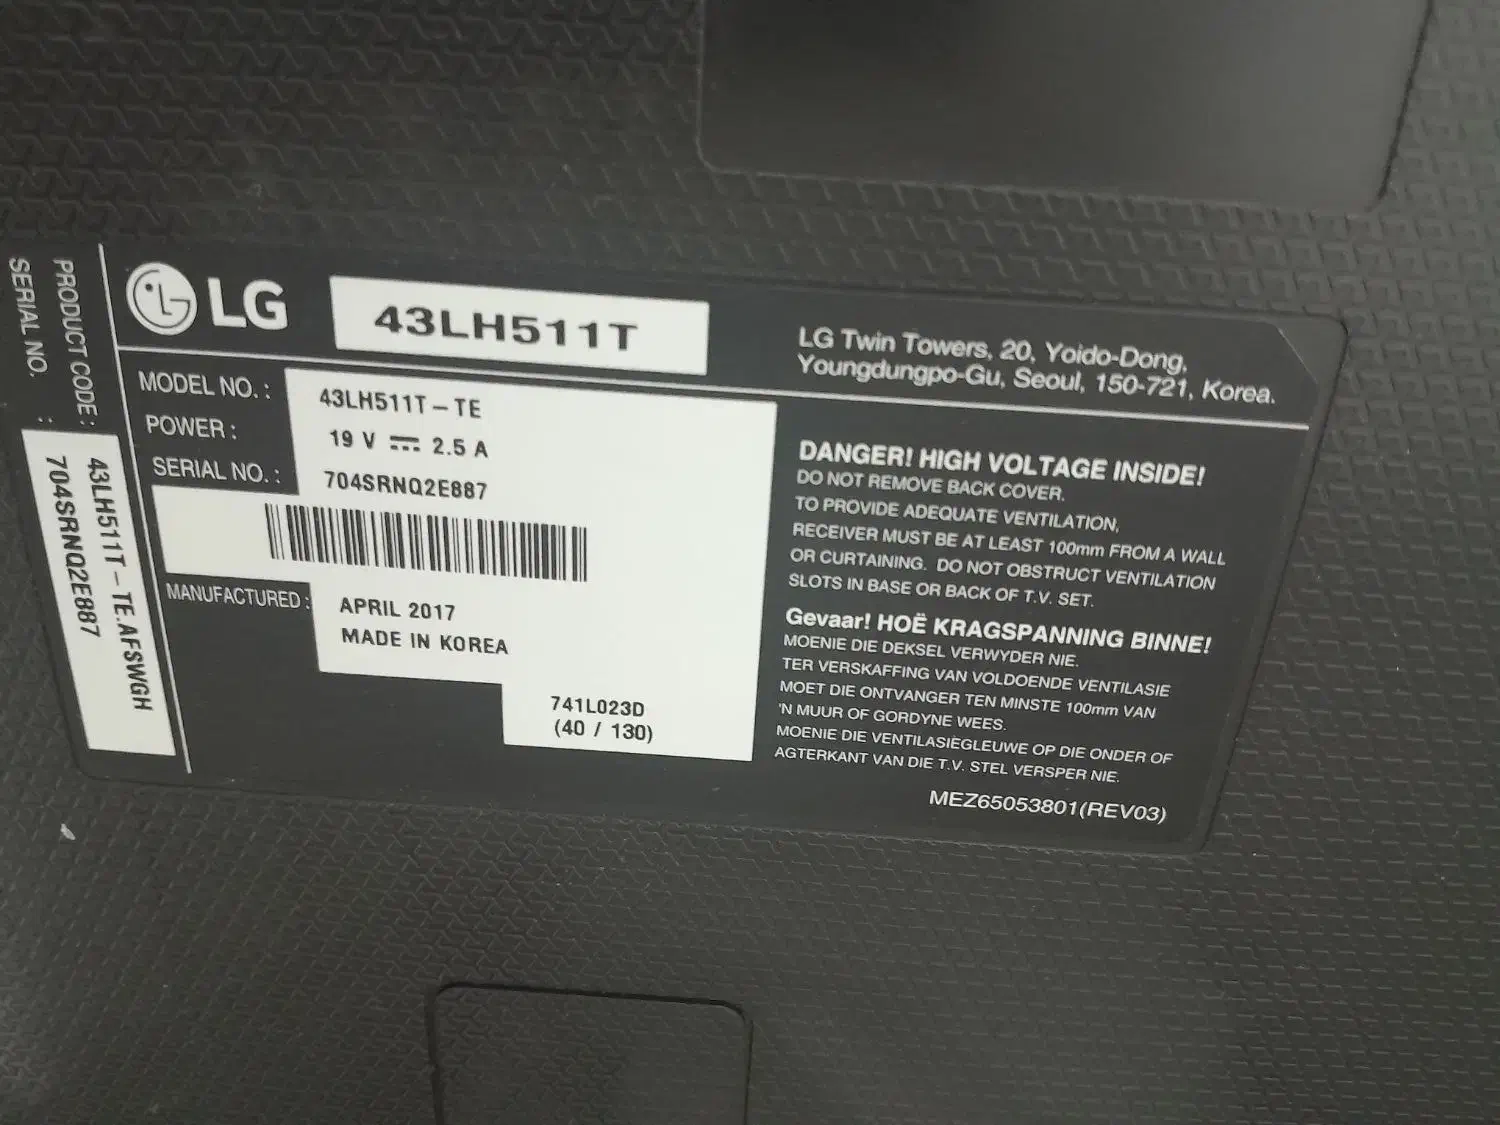 LG
43LH511T
LG Twin Towers, 20, Yoido-Dong,
Youngdungpo-Gu, Seoul, 150-721, Korea.
MODEL NO. : 43LH511T – TE
POWER : 19 V ⎓ 2.5 A
SERIAL NO. : 704SRNQ2E887
MANUFACTURED : APRIL 2017
MADE IN KOREA
741L023D
(40 / 130)
DANGER! HIGH VOLTAGE INSIDE!
DO NOT REMOVE BACK COVER.
TO PROVIDE ADEQUATE VENTILATION,
RECEIVER MUST BE AT LEAST 100mm FROM A WALL
OR CURTAINING. DO NOT OBSTRUCT VENTILATION
SLOTS IN BASE OR BACK OF T.V. SET.
Gevaar! HOË KRAGSPANNING BINNE!
MOENIE DIE DEKSEL VERWYDER NIE.
TER VERSKAFFING VAN VOLDOENDE VENTILASIE
MOET DIE ONTVANGER TEN MINSTE 100mm VAN
'N MUUR OF GORDYNE WEES.
MOENIE DIE VENTILASIEGLEUWE OP DIE ONDER OF
AGTERKANT VAN DIE T.V. STEL VERSPER NIE.
MEZ65053801(REV03)
PRODUCT CODE : 43LH511T – TE.AFSWGH
SERIAL NO. : 704SRNQ2E887